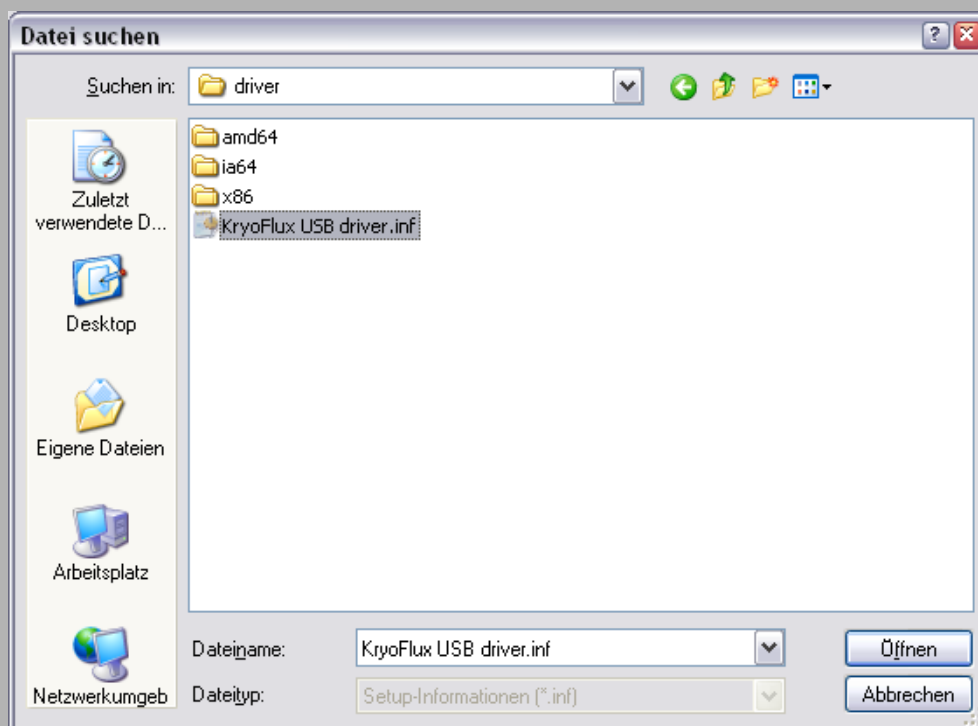 Datei suchen
Suchen in:
driver
amd64
ia64
x86
KryoFlux USB driver.inf
Zuletzt
verwendete D...
Desktop
Eigene Dateien
Arbeitsplatz
Netzwerkumgeb
Dateiname:
KryoFlux USB driver.inf
Öffnen
Dateityp:
Setup-Informationen (*.inf)
Abbrechen